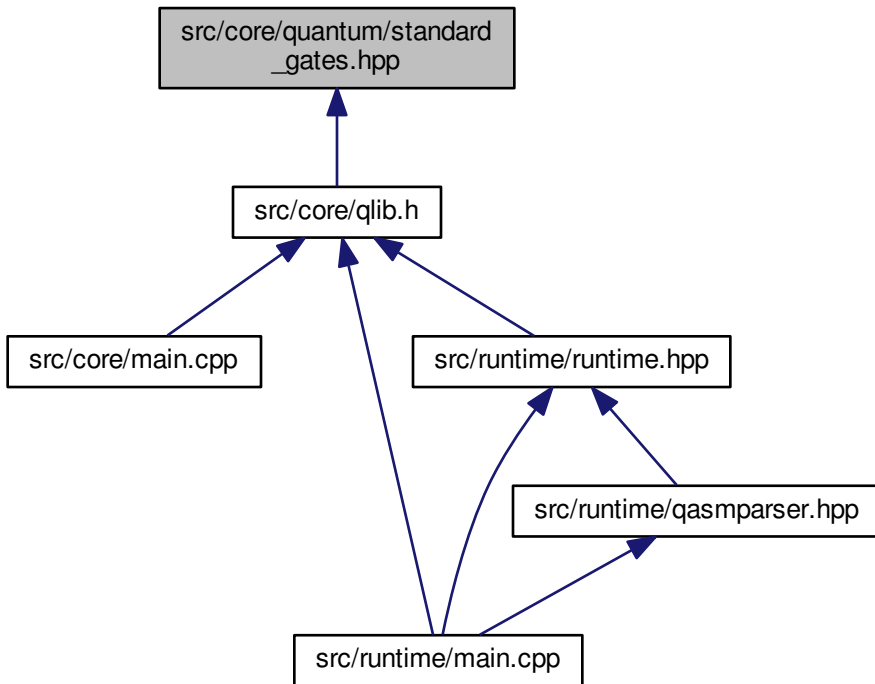 src/core/quantum/standard
_gates.hpp
src/core/qlib.h
src/core/main.cpp
src/runtime/runtime.hpp
src/runtime/qasmparser.hpp
src/runtime/main.cpp